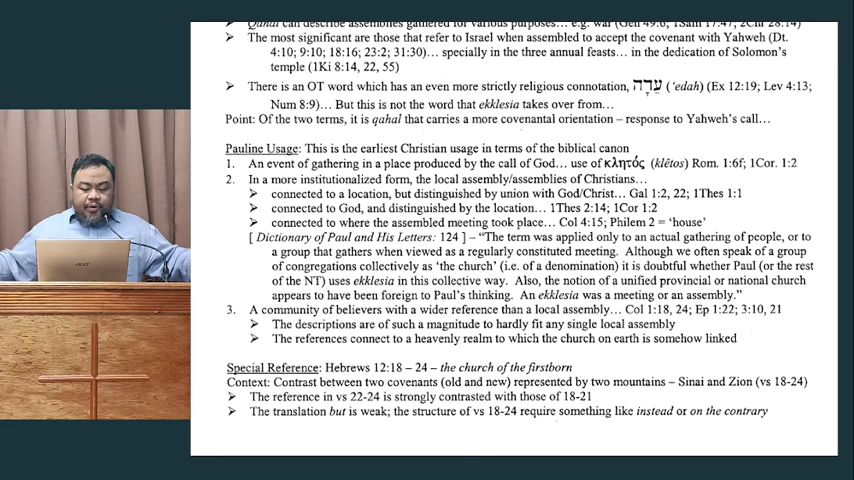 Qahal can describe assemblies gathered for various purposes… e.g. war (Gen 49:6; 1Sam 17:47; 2Chr 28:14)
➢ The most significant are those that refer to Israel when assembled to accept the covenant with Yahweh (Dt.
4:10; 9:10; 18:16; 23:2; 31:30)… specially in the three annual feasts… in the dedication of Solomon's
temple (1Ki 8:14, 22, 55)
➢ There is an OT word which has an even more strictly religious connotation, עֵדָה (‘edah) (Ex 12:19; Lev 4:13;
Num 8:9)… But this is not the word that ekklesia takes over from…
Point: Of the two terms, it is qahal that carries a more covenantal orientation – response to Yahweh's call…
Pauline Usage: This is the earliest Christian usage in terms of the biblical canon
1. An event of gathering in a place produced by the call of God… use of κλητός (klêtos) Rom. 1:6f; 1Cor. 1:2
2. In a more institutionalized form, the local assembly/assemblies of Christians…
➢ connected to a location, but distinguished by union with God/Christ… Gal 1:2, 22; 1Thes 1:1
➢ connected to God, and distinguished by the location… 1Thes 2:14; 1Cor 1:2
➢ connected to where the assembled meeting took place… Col 4:15; Philem 2 = 'house'
[ Dictionary of Paul and His Letters: 124 ] – "The term was applied only to an actual gathering of people, or to
a group that gathers when viewed as a regularly constituted meeting. Although we often speak of a group
of congregations collectively as 'the church' (i.e. of a denomination) it is doubtful whether Paul (or the rest
of the NT) uses ekklesia in this collective way. Also, the notion of a unified provincial or national church
appears to have been foreign to Paul's thinking. An ekklesia was a meeting or an assembly."
3. A community of believers with a wider reference than a local assembly… Col 1:18, 24; Ep 1:22; 3:10, 21
➢ The descriptions are of such a magnitude to hardly fit any single local assembly
➢ The references connect to a heavenly realm to which the church on earth is somehow linked
Special Reference: Hebrews 12:18 – 24 – the church of the firstborn
Context: Contrast between two covenants (old and new) represented by two mountains – Sinai and Zion (vs 18-24)
➢ The reference in vs 22-24 is strongly contrasted with those of 18-21
➢ The translation but is weak; the structure of vs 18-24 require something like instead or on the contrary
acer